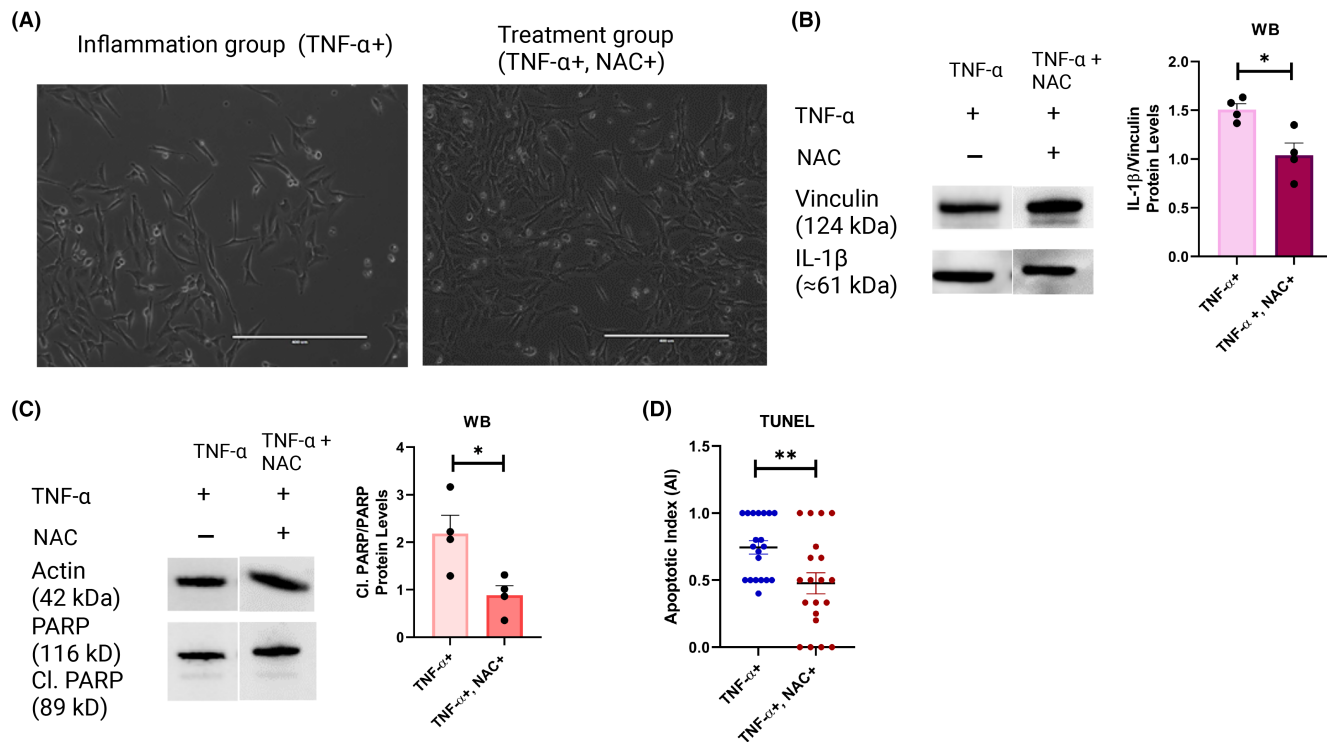 (A)
Inflammation group (TNF-α+)
Treatment group
(TNF-α+, NAC+)
400 um
400 um
(B)
TNF-α
TNF-α +
NAC
TNF-α
+
+
NAC
–
+
Vinculin
(124 kDa)
IL-1β
(≈61 kDa)
WB
*
IL-1β/Vinculin
Protein Levels
2.0
1.5
1.0
0.5
0.0
TNF-α+
TNF-α +, NAC+
(C)
TNF-α
TNF-α +
NAC
TNF-α
+
+
NAC
–
+
Actin
(42 kDa)
PARP
(116 kD)
Cl. PARP
(89 kD)
WB
*
Cl. PARP/PARP
Protein Levels
4
3
2
1
0
TNF-α+
TNF-α+, NAC+
(D)
TUNEL
**
Apoptotic Index (AI)
1.5
1.0
0.5
0.0
TNF-α+
TNF-α+, NAC+